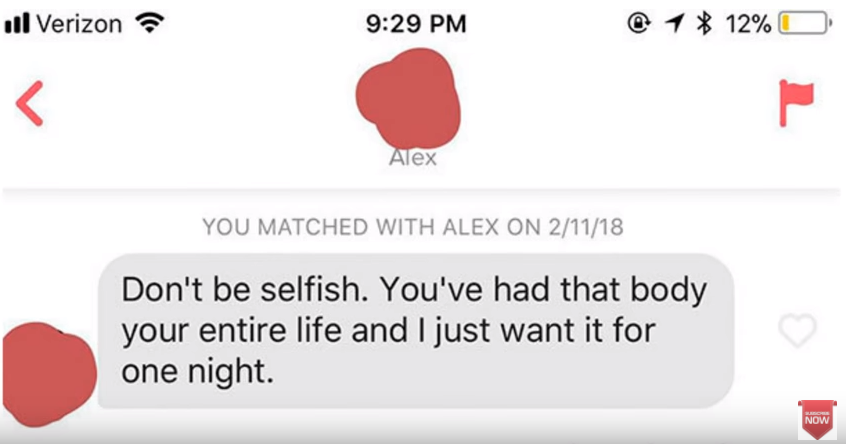 Verizon 9:29 PM 12%
Alex
YOU MATCHED WITH ALEX ON 2/11/18
Don't be selfish. You've had that body
your entire life and I just want it for
one night.
SUBSCRIBE
NOW